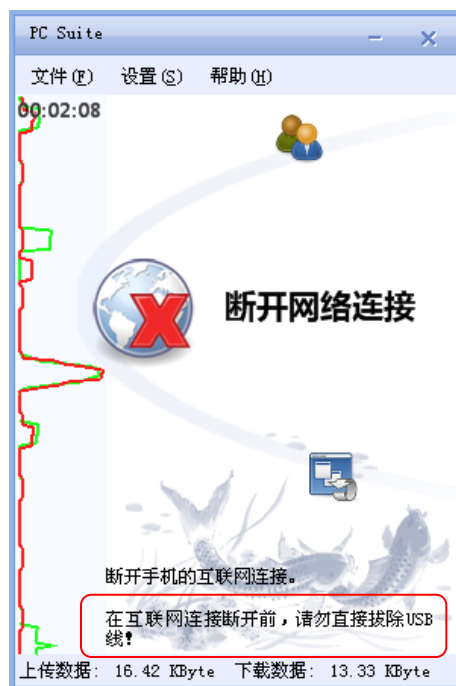 PC Suite
文件(F) 设置(S) 帮助(H)
00:02:08
断开网络连接
断开手机的互联网连接。
在互联网连接断开前，请勿直接拔除USB
线！
上传数据: 16.42 KByte 下载数据: 13.33 KByte